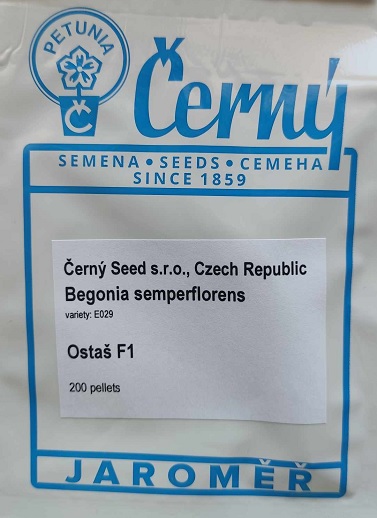 PETUNIA
Č
Černý
SEMENA • SEEDS • СЕМЕНА
SINCE 1859
Černý Seed s.r.o., Czech Republic
Begonia semperflorens
variety: E029
Ostaš F1
200 pellets
JAROMĚŘ